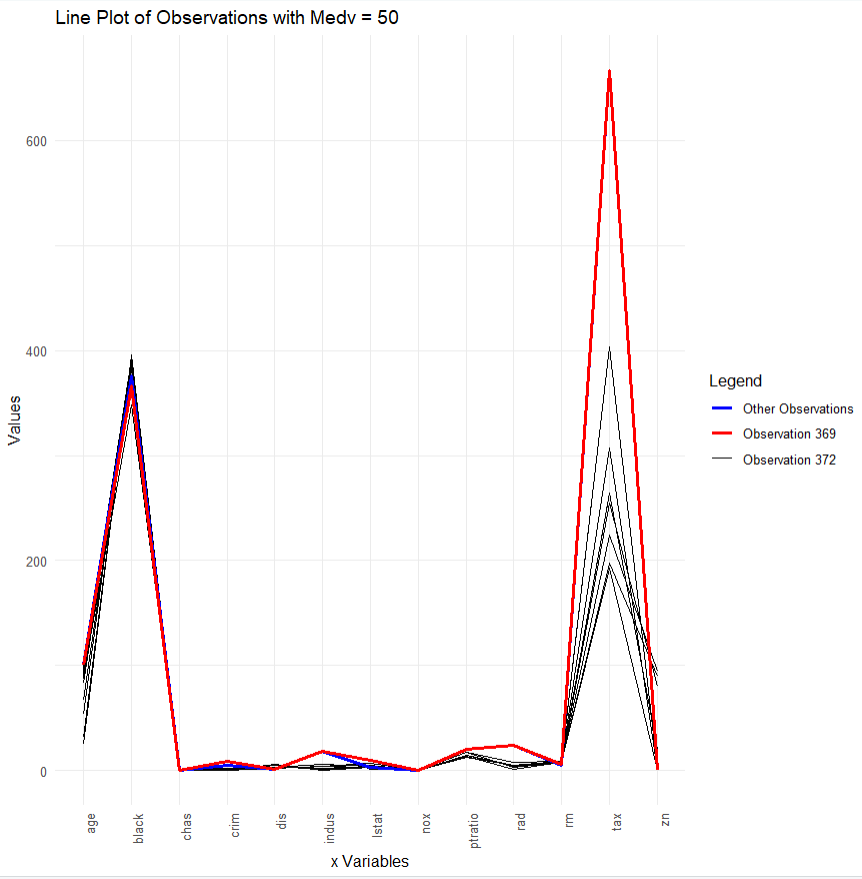 Line Plot of Observations with Medv = 50
Values
600
400
200
0
age
black
chas
crim
dis
indus
lstat
nox
ptratio
rad
rm
tax
zn
x Variables
Legend
Other Observations
Observation 369
Observation 372